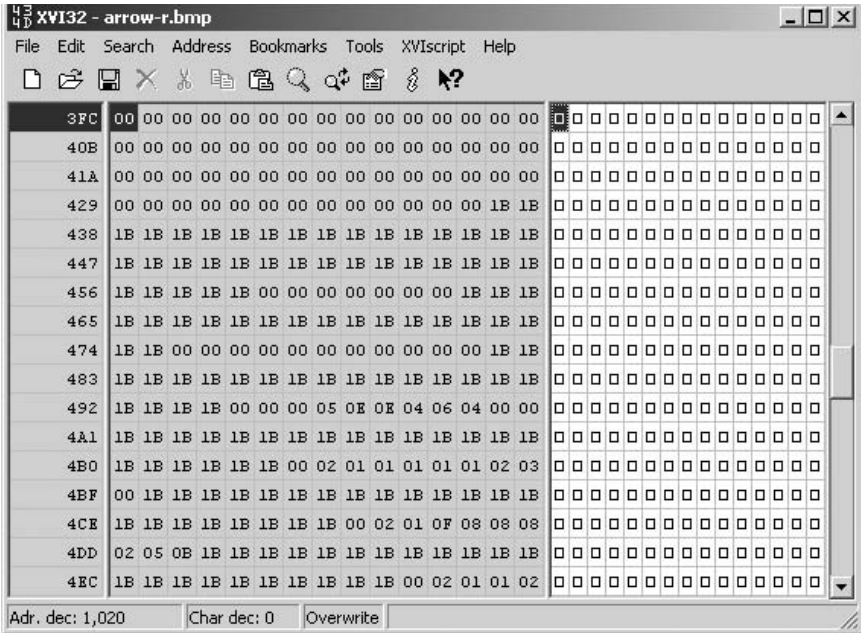 XVI32 - arrow-r.bmp
File Edit Search Address Bookmarks Tools XVIscript Help
3FC 00 00 00 00 00 00 00 00 00 00 00 00 00 00 00
40B 00 00 00 00 00 00 00 00 00 00 00 00 00 00 00
41A 00 00 00 00 00 00 00 00 00 00 00 00 00 00 00
429 00 00 00 00 00 00 00 00 00 00 00 00 00 1B 1B
438 1B 1B 1B 1B 1B 1B 1B 1B 1B 1B 1B 1B 1B 1B 1B
447 1B 1B 1B 1B 1B 1B 1B 1B 1B 1B 1B 1B 1B 1B 1B
456 1B 1B 1B 1B 1B 00 00 00 00 00 00 00 1B 1B 1B
465 1B 1B 1B 1B 1B 1B 1B 1B 1B 1B 1B 1B 1B 1B 1B
474 1B 1B 00 00 00 00 00 00 00 00 00 00 00 1B 1B
483 1B 1B 1B 1B 1B 1B 1B 1B 1B 1B 1B 1B 1B 1B 1B
492 1B 1B 1B 1B 00 00 00 05 0E 0E 04 06 04 00 00
4A1 1B 1B 1B 1B 1B 1B 1B 1B 1B 1B 1B 1B 1B 1B 1B
4B0 1B 1B 1B 1B 1B 1B 00 02 01 01 01 01 01 02 03
4BF 00 1B 1B 1B 1B 1B 1B 1B 1B 1B 1B 1B 1B 1B 1B
4CE 1B 1B 1B 1B 1B 1B 1B 1B 00 02 01 0F 08 08 08
4DD 02 05 0B 1B 1B 1B 1B 1B 1B 1B 1B 1B 1B 1B 1B
4EC 1B 1B 1B 1B 1B 1B 1B 1B 1B 1B 00 02 01 01 02
Adr. dec: 1,020 Char dec: 0 Overwrite